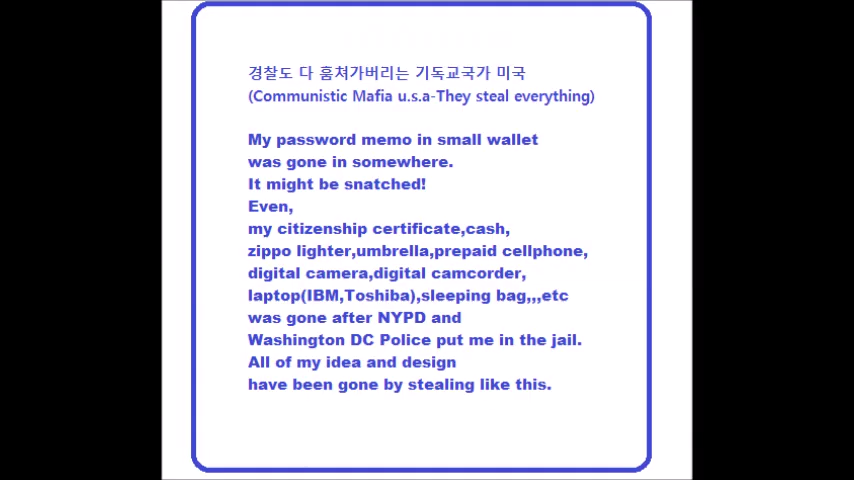 경찰도 다 훔쳐가버리는 기독교국가 미국
(Communistic Mafia u.s.a-They steal everything)
My password memo in small wallet
was gone in somewhere.
It might be snatched!
Even,
my citizenship certificate,cash,
zippo lighter,umbrella,prepaid cellphone,
digital camera,digital camcorder,
laptop(IBM,Toshiba),sleeping bag,,,etc
was gone after NYPD and
Washington DC Police put me in the jail.
All of my idea and design
have been gone by stealing like this.